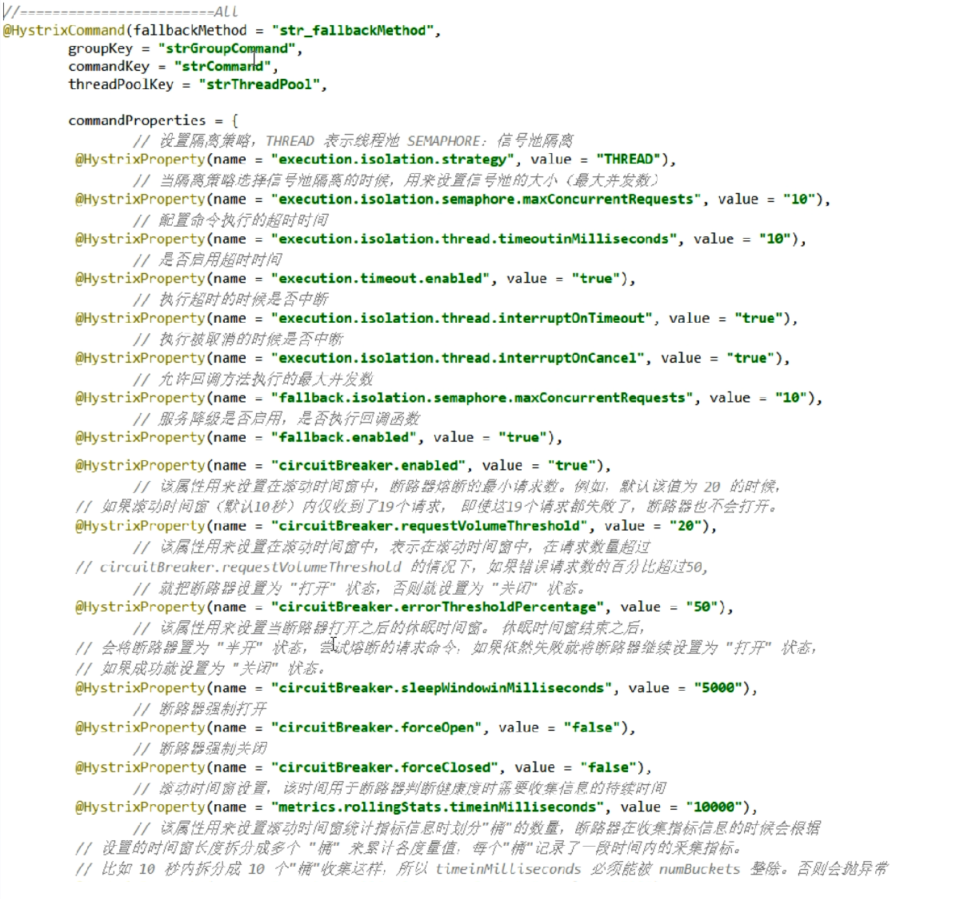 //========================All
@HystrixCommand(fallbackMethod = "str_fallbackMethod",
groupKey = "strGroupCommand",
commandKey = "strCommand",
threadPoolKey = "strThreadPool",
commandProperties = {
// 设置隔离策略，THREAD 表示线程池 SEMAPHORE：信号池隔离
@HystrixProperty(name = "execution.isolation.strategy", value = "THREAD"),
// 当隔离策略选择信号池隔离的时候，用来设置信号池的大小（最大并发数）
@HystrixProperty(name = "execution.isolation.semaphore.maxConcurrentRequests", value = "10"),
// 配置命令执行的超时时间
@HystrixProperty(name = "execution.isolation.thread.timeoutinMilliseconds", value = "10"),
// 是否启用超时时间
@HystrixProperty(name = "execution.timeout.enabled", value = "true"),
// 执行超时的时候是否中断
@HystrixProperty(name = "execution.isolation.thread.interruptOnTimeout", value = "true"),
// 执行被取消的时候是否中断
@HystrixProperty(name = "execution.isolation.thread.interruptOnCancel", value = "true"),
// 允许回调方法执行的最大并发数
@HystrixProperty(name = "fallback.isolation.semaphore.maxConcurrentRequests", value = "10"),
// 服务降级是否启用，是否执行回调函数
@HystrixProperty(name = "fallback.enabled", value = "true"),
@HystrixProperty(name = "circuitBreaker.enabled", value = "true"),
// 该属性用来设置在滚动时间窗中，断路器熔断的最小请求数。例如，默认该值为 20 的时候，
// 如果滚动时间窗（默认10秒）内仅收到了19个请求， 即使这19个请求都失败了，断路器也不会打开。
@HystrixProperty(name = "circuitBreaker.requestVolumeThreshold", value = "20"),
// 该属性用来设置在滚动时间窗中，表示在滚动时间窗中，在请求数量超过
// circuitBreaker.requestVolumeThreshold 的情况下，如果错误请求数的百分比超过50,
// 就把断路器设置为 "打开" 状态，否则就设置为 "关闭" 状态。
@HystrixProperty(name = "circuitBreaker.errorThresholdPercentage", value = "50"),
// 该属性用来设置当断路器打开之后的休眠时间窗。 休眠时间窗结束之后，
// 会将断路器置为 "半开" 状态，尝试熔断的请求命令，如果依然失败就将断路器继续设置为 "打开" 状态，
// 如果成功就设置为 "关闭" 状态。
@HystrixProperty(name = "circuitBreaker.sleepWindowinMilliseconds", value = "5000"),
// 断路器强制打开
@HystrixProperty(name = "circuitBreaker.forceOpen", value = "false"),
// 断路器强制关闭
@HystrixProperty(name = "circuitBreaker.forceClosed", value = "false"),
// 滚动时间窗设置，该时间用于断路器判断健康度时需要收集信息的持续时间
@HystrixProperty(name = "metrics.rollingStats.timeinMilliseconds", value = "10000"),
// 该属性用来设置滚动时间窗统计指标信息时划分"桶"的数量，断路器在收集指标信息的时候会根据
// 设置的时间窗长度拆分成多个 "桶" 来累计各度量值，每个"桶"记录了一段时间内的采集指标。
// 比如 10 秒内拆分成 10 个"桶"收集这样，所以 timeinMilliseconds 必须能被 numBuckets 整除。否则会抛异常